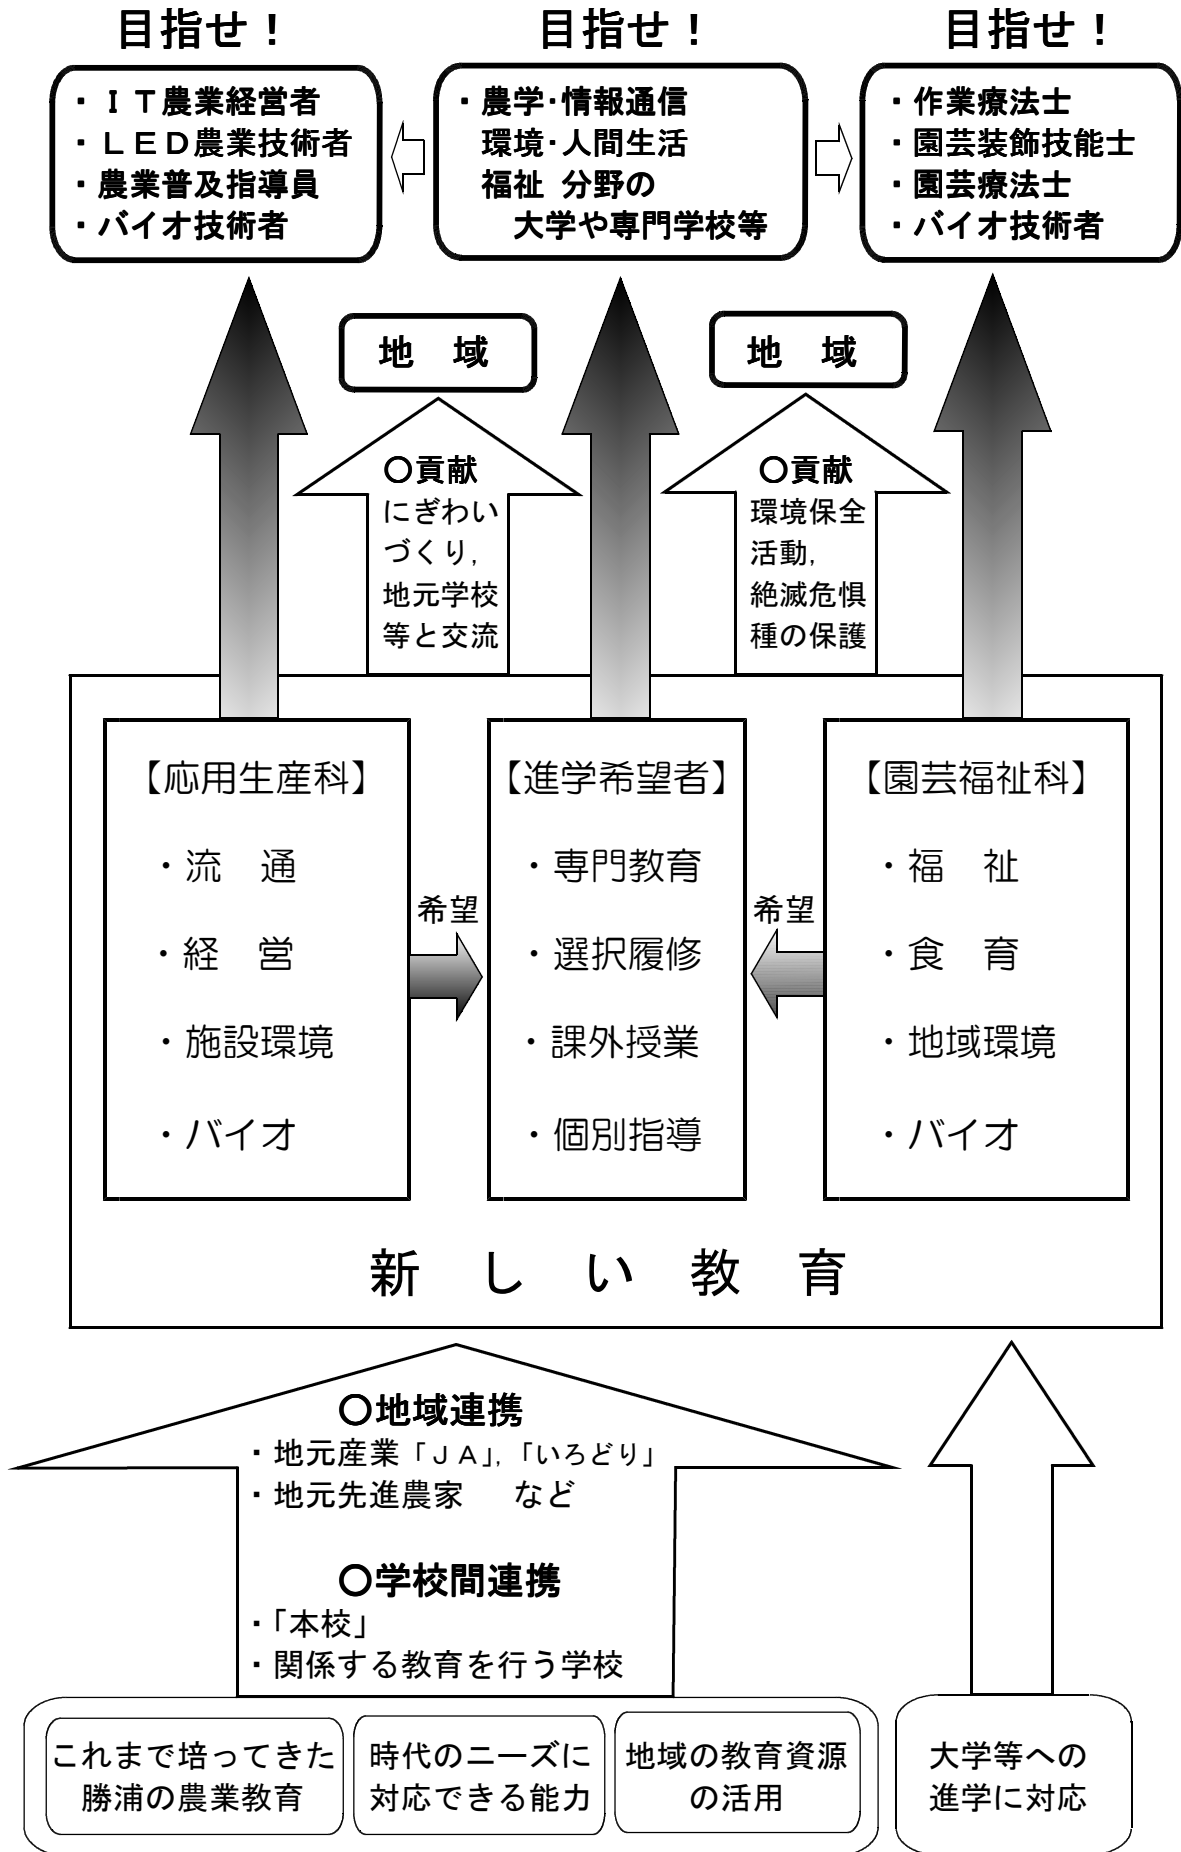 目指せ！
目指せ！
目指せ！
・ＩＴ農業経営者
・ＬＥＤ農業技術者
・農業普及指導員
・バイオ技術者
・農学・情報通信
環境・人間生活
福祉 分野の
大学や専門学校等
・作業療法士
・園芸装飾技能士
・園芸療法士
・バイオ技術者
地　域
地　域
○貢献
にぎわい
づくり，
地元学校
等と交流
○貢献
環境保全
活動，
絶滅危惧
種の保護
【応用生産科】
・流　通
・経　営
・施設環境
・バイオ
希望
【進学希望者】
・専門教育
・選択履修
・課外授業
・個別指導
希望
【園芸福祉科】
・福　祉
・食　育
・地域環境
・バイオ
新　し　い　教　育
○地域連携
・地元産業「ＪＡ」，「いろどり」
・地元先進農家　など
○学校間連携
・「本校」
・関係する教育を行う学校
これまで培ってきた
勝浦の農業教育
時代のニーズに
対応できる能力
地域の教育資源
の活用
大学等への
進学に対応